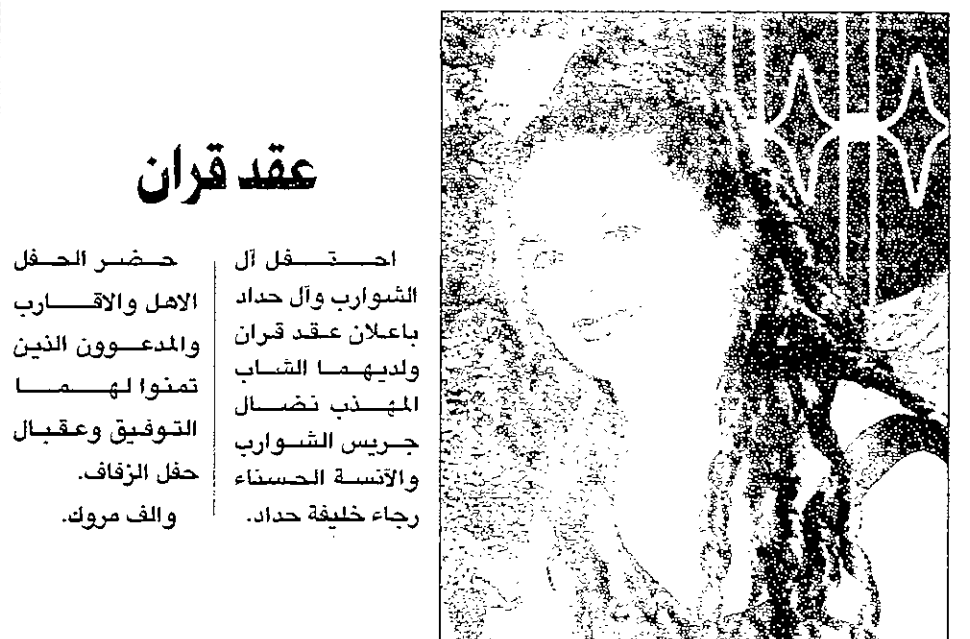 عقد قران
احتفل آل
الشوارب وآل حداد
باعلان عقد قران
ولديهما الشاب
المهذب نضال
جريس الشوارب
والآنسة الحسناء
رجاء خليفة حداد.
حضر الحفل
الاهل والاقارب
والمدعوون الذين
تمنوا لهما
التوفيق وعقبال
حفل الزفاف.
والف مروك.